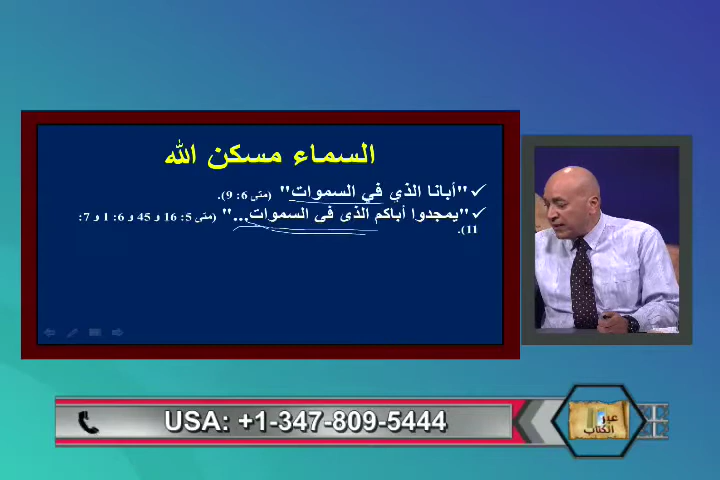 السماء مسكن الله
✓ "أبانا الذي في السموات" (متى 6: 9).
✓ "يمجدوا أباكم الذى فى السموات..." (متى 5: 16 و 45 و 6: 1 و 7:
11).
USA: +1-347-809-5444
عبر
الكتاب